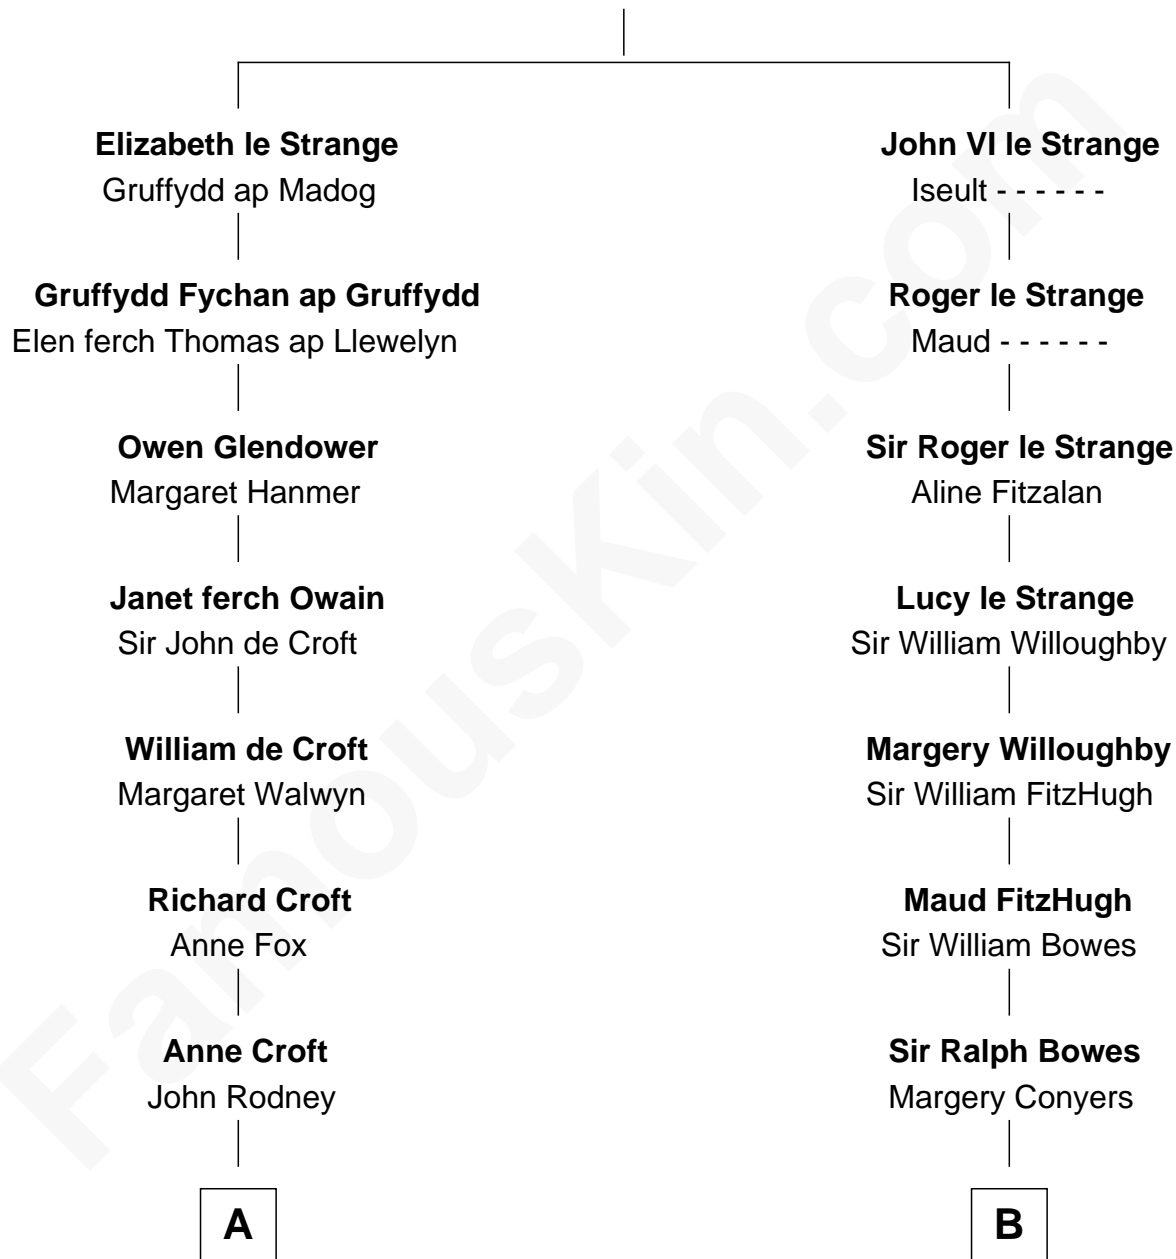 Elizabeth le Strange
Gruffydd ap Madog
Gruffydd Fychan ap Gruffydd
Elen ferch Thomas ap Llewelyn
Owen Glendower
Margaret Hanmer
Janet ferch Owain
Sir John de Croft
William de Croft
Margaret Walwyn
Richard Croft
Anne Fox
Anne Croft
John Rodney
A
John VI le Strange
Iseult - - - - - -
Roger le Strange
Maud - - - - - -
Sir Roger le Strange
Aline Fitzalan
Lucy le Strange
Sir William Willoughby
Margery Willoughby
Sir William FitzHugh
Maud FitzHugh
Sir William Bowes
Sir Ralph Bowes
Margery Conyers
B
FamousKin.com